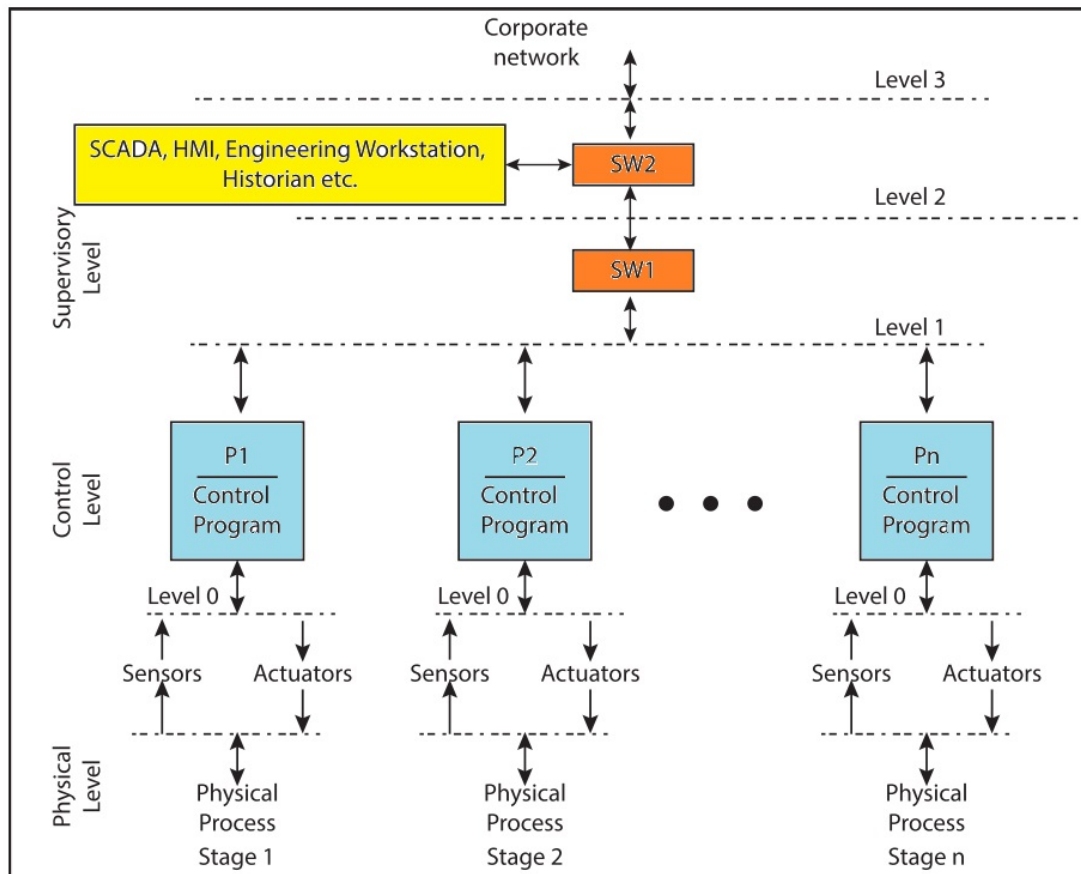 Corporate
network
Level 3
SCADA, HMI, Engineering Workstation,
Historian etc.
SW2
Level 2
Supervisory
Level
SW1
Level 1
Control
Level
P1
Control
Program
P2
Control
Program
Pn
Control
Program
Level 0
Level 0
Level 0
Sensors
Actuators
Sensors
Actuators
Sensors
Actuators
Physical
Level
Physical
Process
Stage 1
Physical
Process
Stage 2
Physical
Process
Stage n